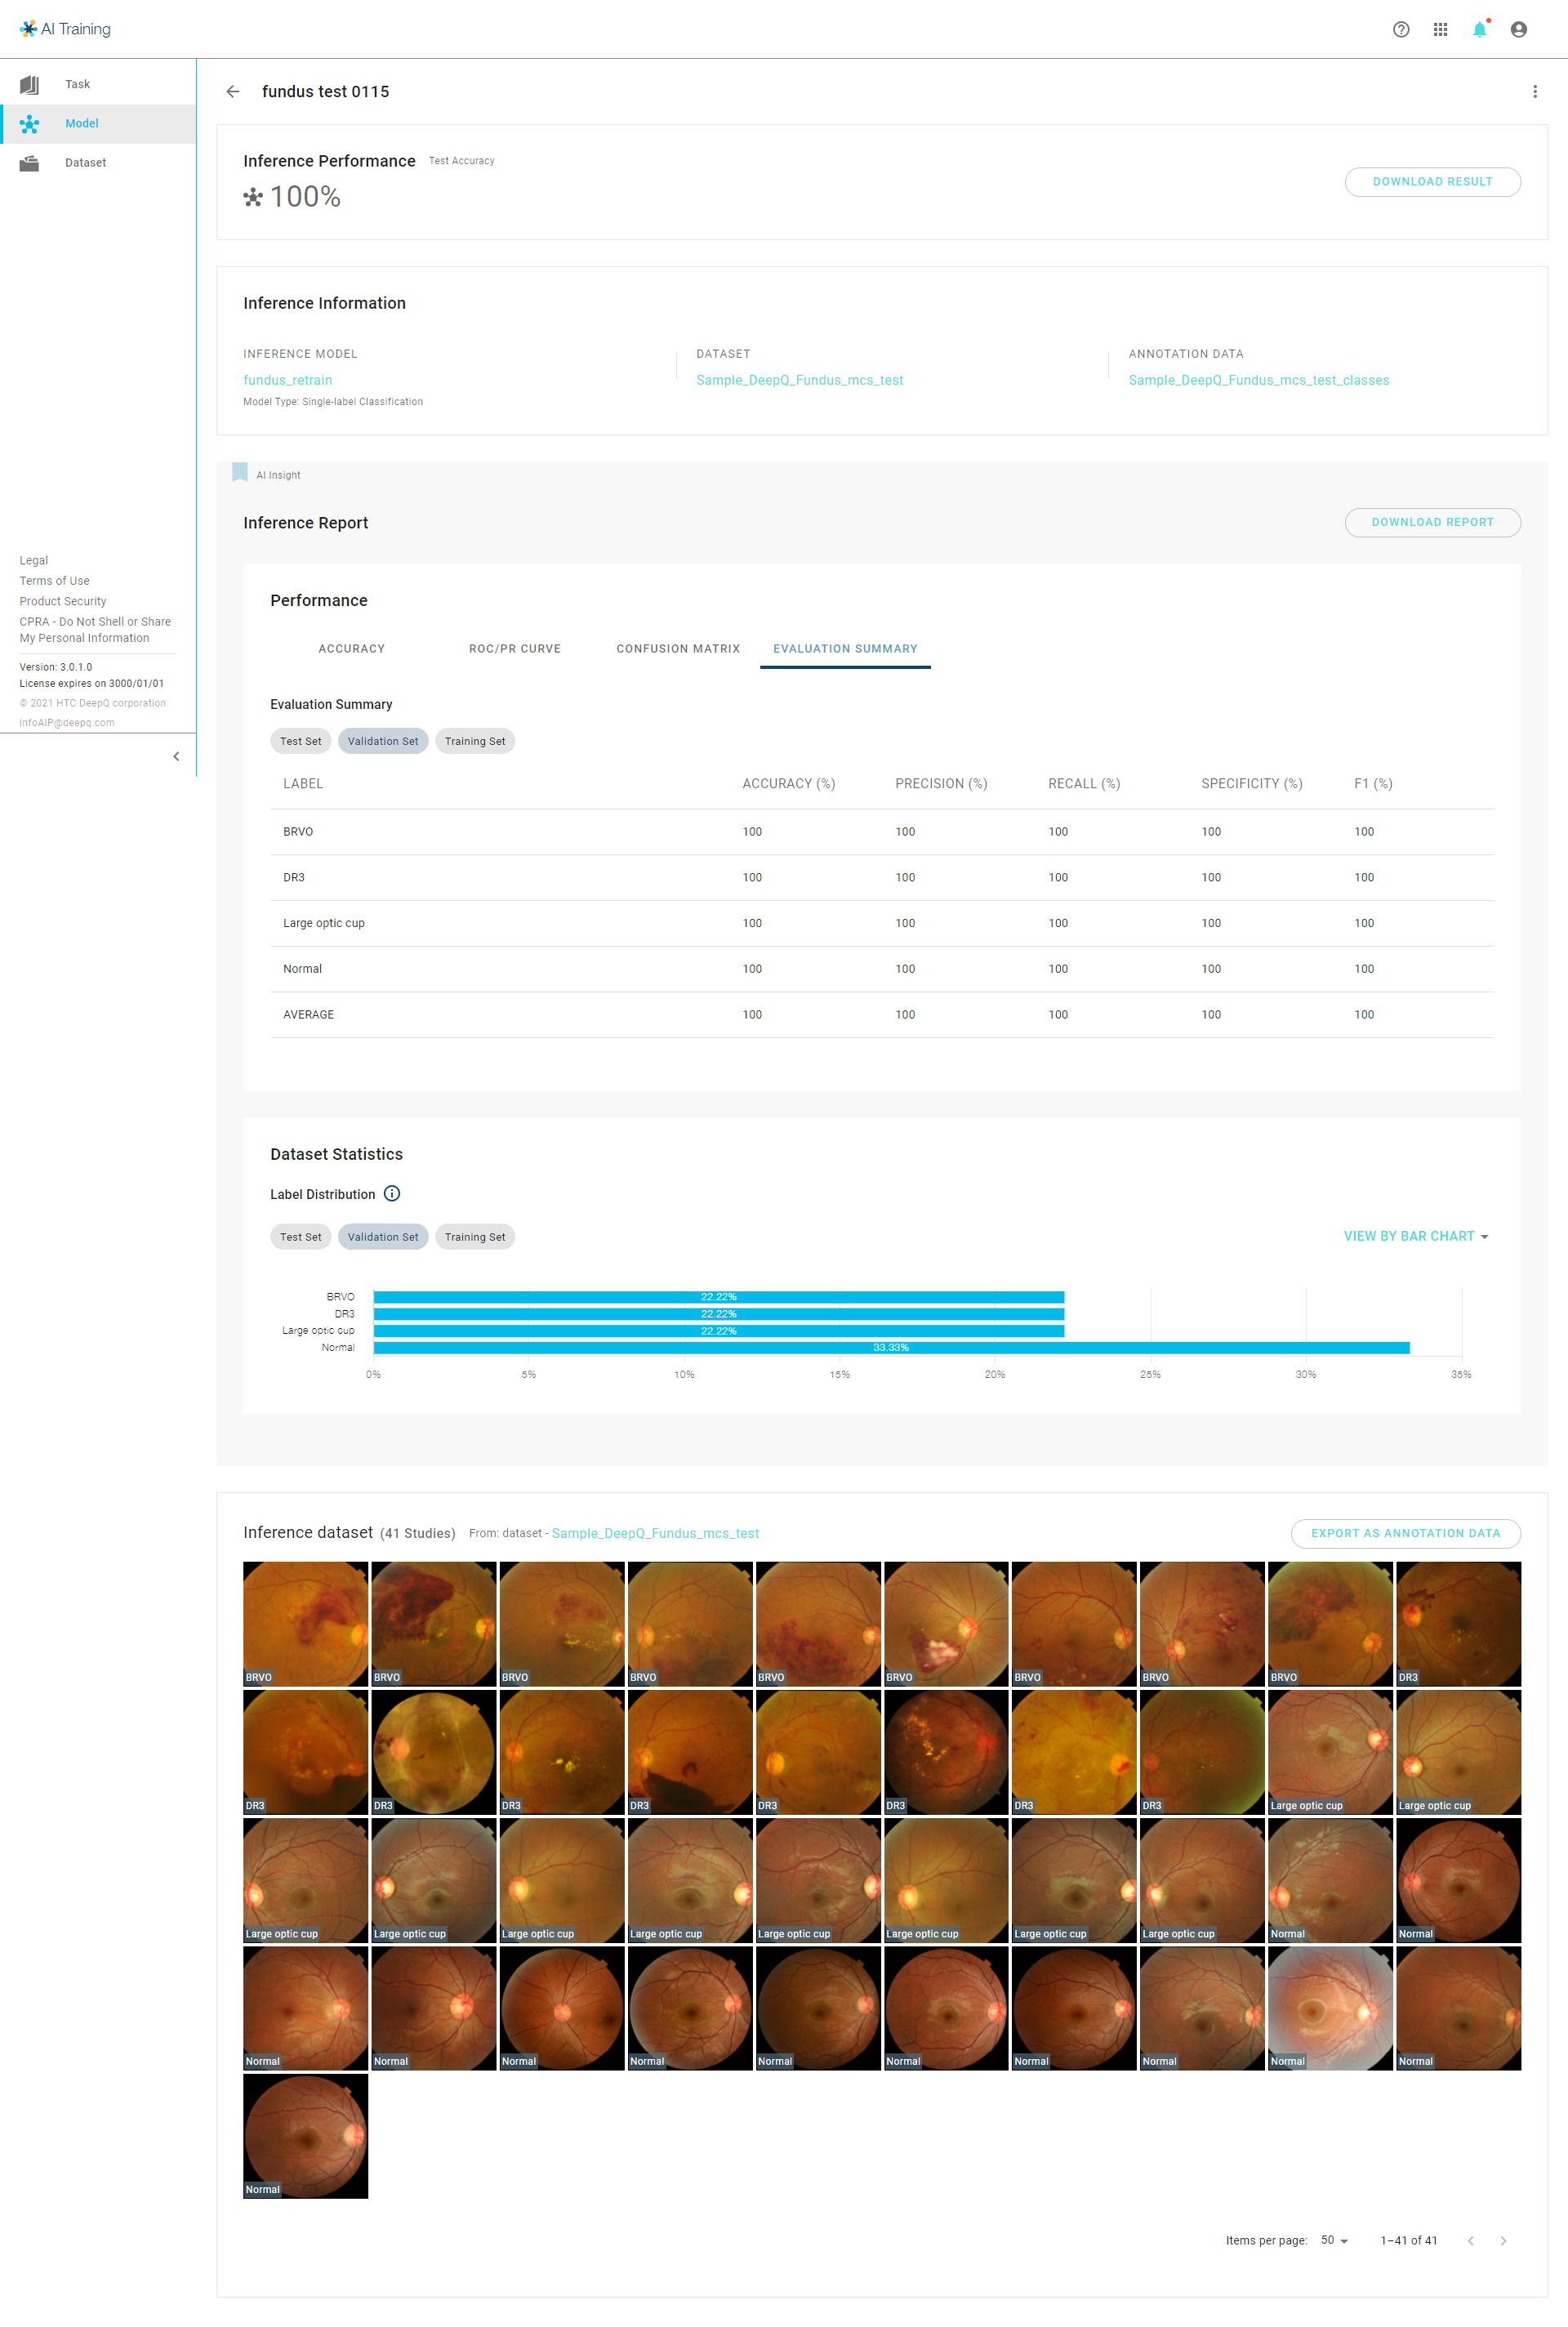 AI Training
Task
Model
Dataset
Legal
Terms of Use
Product Security
CPRA - Do Not Shell or Share
My Personal Information
Version: 3.0.1.0
License expires on 3000/01/01
© 2021 HTC DeepQ corporation
infoAIP@deepq.com
fundus test 0115
Inference Performance Test Accuracy
100%
DOWNLOAD RESULT
Inference Information
INFERENCE MODEL DATASET ANNOTATION DATA
fundus_retrain Sample_DeepQ_Fundus_mcs_test Sample_DeepQ_Fundus_mcs_test_classes
Model Type: Single-label Classification
AI Insight
Inference Report DOWNLOAD REPORT
Performance
ACCURACY ROC/PR CURVE CONFUSION MATRIX EVALUATION SUMMARY
Evaluation Summary
Test Set Validation Set Training Set
LABEL ACCURACY (%) PRECISION (%) RECALL (%) SPECIFICITY (%) F1 (%)
BRVO 100 100 100 100 100
DR3 100 100 100 100 100
Large optic cup 100 100 100 100 100
Normal 100 100 100 100 100
AVERAGE 100 100 100 100 100
Dataset Statistics
Label Distribution
Test Set Validation Set Training Set VIEW BY BAR CHART
BRVO 22.22%
DR3 22.22%
Large optic cup 22.22%
Normal 33.33%
0% 5% 10% 15% 20% 25% 30% 35%
Inference dataset (41 Studies) From: dataset - Sample_DeepQ_Fundus_mcs_test EXPORT AS ANNOTATION DATA
BRVO BRVO BRVO BRVO BRVO BRVO BRVO BRVO BRVO DR3
DR3 DR3 DR3 DR3 DR3 DR3 DR3 DR3 Large optic cup Large optic cup
Large optic cup Large optic cup Large optic cup Large optic cup Large optic cup Large optic cup Large optic cup Large optic cup Normal Normal
Normal Normal Normal Normal Normal Normal Normal Normal Normal Normal
Normal
Items per page: 50 1–41 of 41